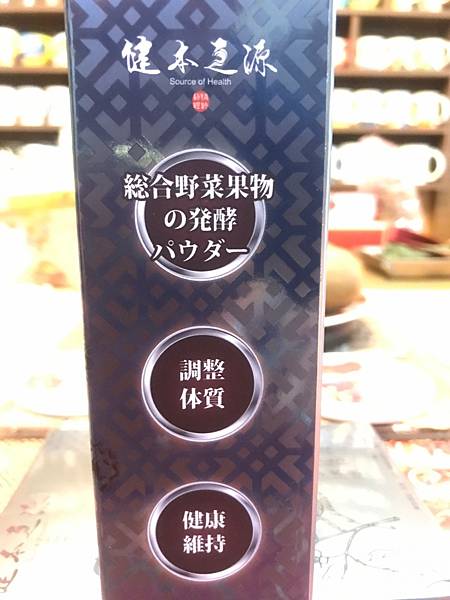 健本之源
Source of Health
総合野菜果物
の発酵
パウダー
調整
体質
健康
維持